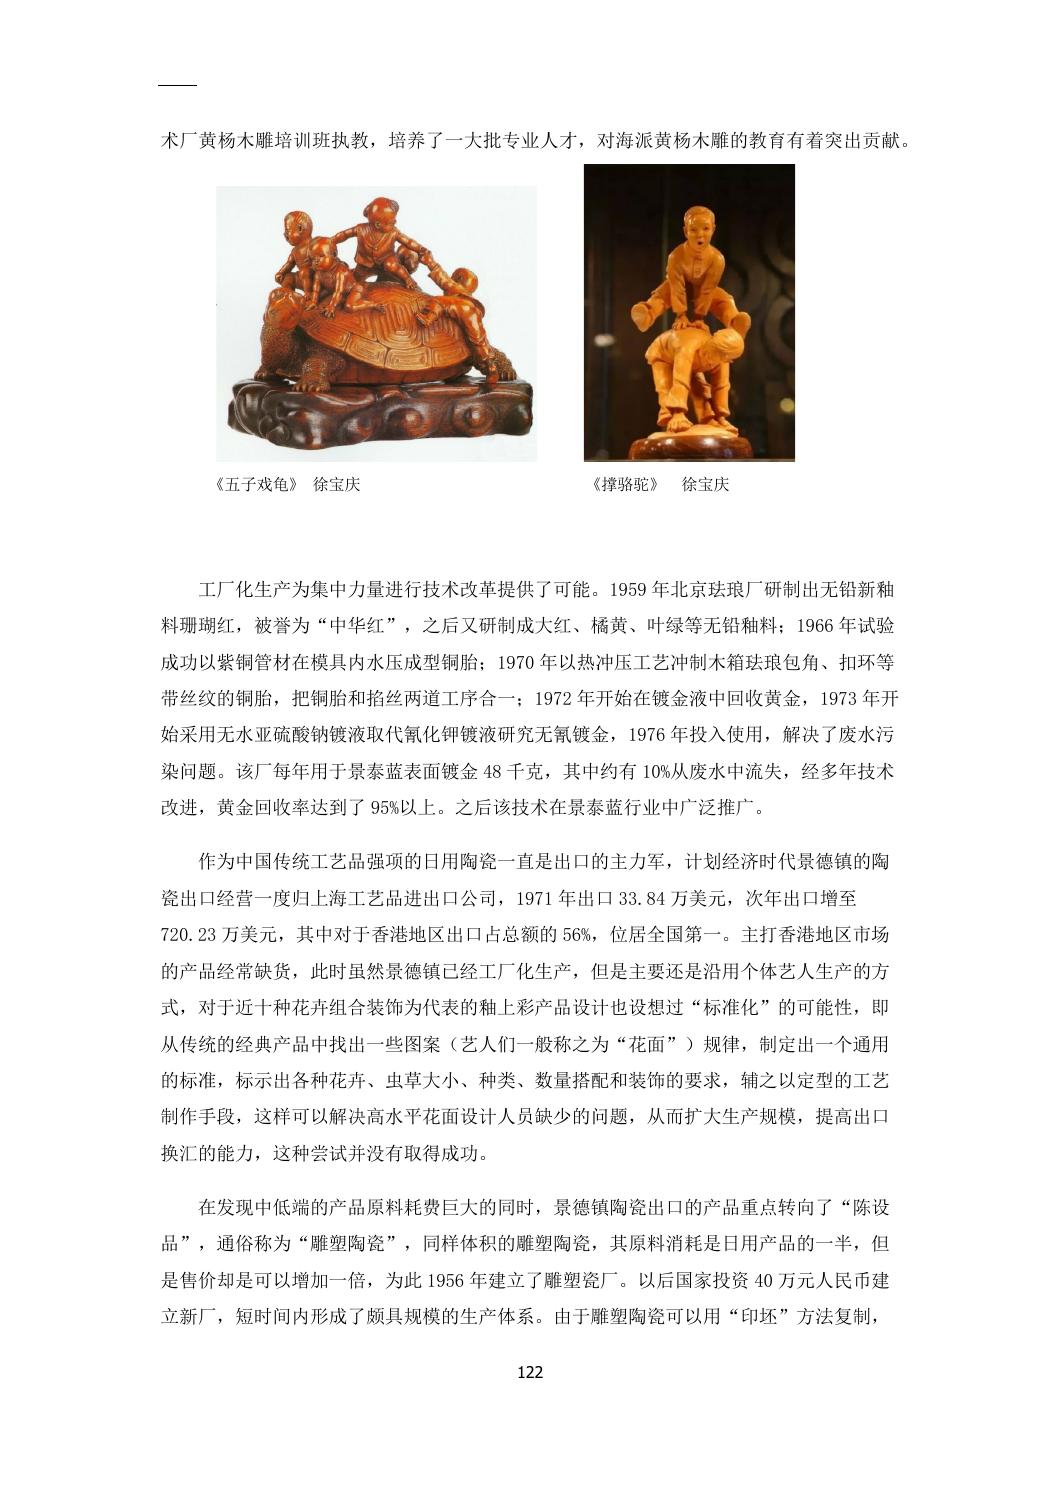 术厂黄杨木雕培训班执教，培养了一大批专业人才，对海派黄杨木雕的教育有着突出贡献。
《五子戏龟》 徐宝庆
《撑骆驼》 徐宝庆
工厂化生产为集中力量进行技术改革提供了可能。1959 年北京珐琅厂研制出无铅新釉
料珊瑚红，被誉为“中华红”，之后又研制成大红、橘黄、叶绿等无铅釉料；1966 年试验
成功以紫铜管材在模具内水压成型铜胎；1970 年以热冲压工艺冲制木箱珐琅包角、扣环等
带丝纹的铜胎，把铜胎和掐丝两道工序合一；1972 年开始在镀金液中回收黄金，1973 年开
始采用无水亚硫酸钠镀液取代氰化钾镀液研究无氰镀金，1976 年投入使用，解决了废水污
染问题。该厂每年用于景泰蓝表面镀金 48 千克，其中约有 10%从废水中流失，经多年技术
改进，黄金回收率达到了 95%以上。之后该技术在景泰蓝行业中广泛推广。
作为中国传统工艺品强项的日用陶瓷一直是出口的主力军，计划经济时代景德镇的陶
瓷出口经营一度归上海工艺品进出口公司，1971 年出口 33.84 万美元，次年出口增至
720.23 万美元，其中对于香港地区出口占总额的 56%，位居全国第一。主打香港地区市场
的产品经常缺货，此时虽然景德镇已经工厂化生产，但是主要还是沿用个体艺人生产的方
式，对于近十种花卉组合装饰为代表的釉上彩产品设计也设想过“标准化”的可能性，即
从传统的经典产品中找出一些图案（艺人们一般称之为“花面”）规律，制定出一个通用
的标准，标示出各种花卉、虫草大小、种类、数量搭配和装饰的要求，辅之以定型的工艺
制作手段，这样可以解决高水平花面设计人员缺少的问题，从而扩大生产规模，提高出口
换汇的能力，这种尝试并没有取得成功。
在发现中低端的产品原料耗费巨大的同时，景德镇陶瓷出口的产品重点转向了“陈设
品”，通俗称为“雕塑陶瓷”，同样体积的雕塑陶瓷，其原料消耗是日用产品的一半，但
是售价却是可以增加一倍，为此 1956 年建立了雕塑瓷厂。以后国家投资 40 万元人民币建
立新厂，短时间内形成了颇具规模的生产体系。由于雕塑陶瓷可以用“印坯”方法复制，
122